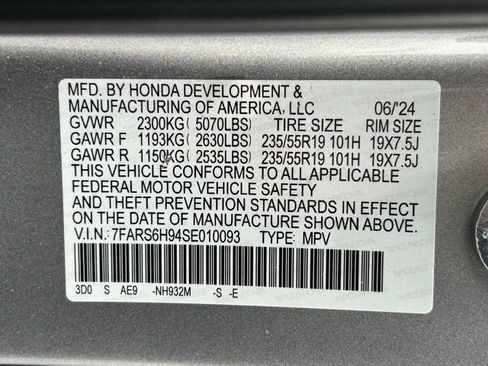 MFD. BY HONDA DEVELOPMENT &
MANUFACTURING OF AMERICA, LLC 06/'24
GVWR 2300KG ( 5070LBS) TIRE SIZE RIM SIZE
GAWR F 1193KG ( 2630LBS) 235/55R19 101H 19X7.5J
GAWR R 1150KG ( 2535LBS) 235/55R19 101H 19X7.5J
THIS VEHICLE CONFORMS TO ALL APPLICABLE
FEDERAL MOTOR VEHICLE SAFETY
AND THEFT PREVENTION STANDARDS IN EFFECT
ON THE DATE OF MANUFACTURE SHOWN ABOVE.
V.I.N.: 7FARS6H94SE010093 TYPE: MPV
3D0 S AE9 -NH932M -S -E